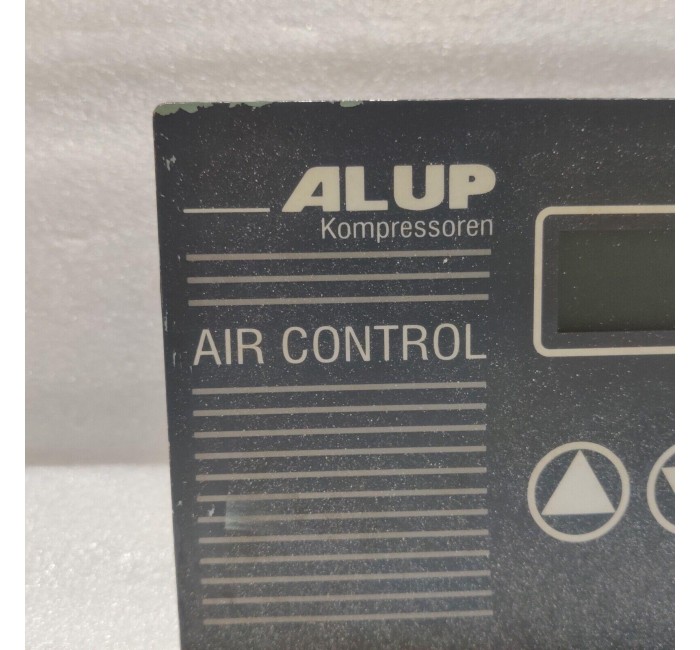 ALUP
Kompressoren
AIR CONTROL